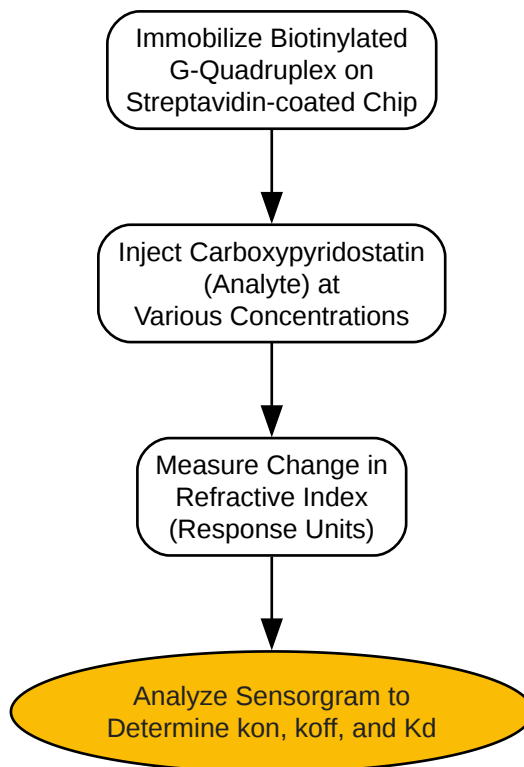 Immobilize Biotinylated
G-Quadruplex on
Streptavidin-coated Chip
Inject Carboxypyridostatin
(Analyte) at
Various Concentrations
Measure Change in
Refractive Index
(Response Units)
Analyze Sensorgram to
Determine kon, koff, and Kd